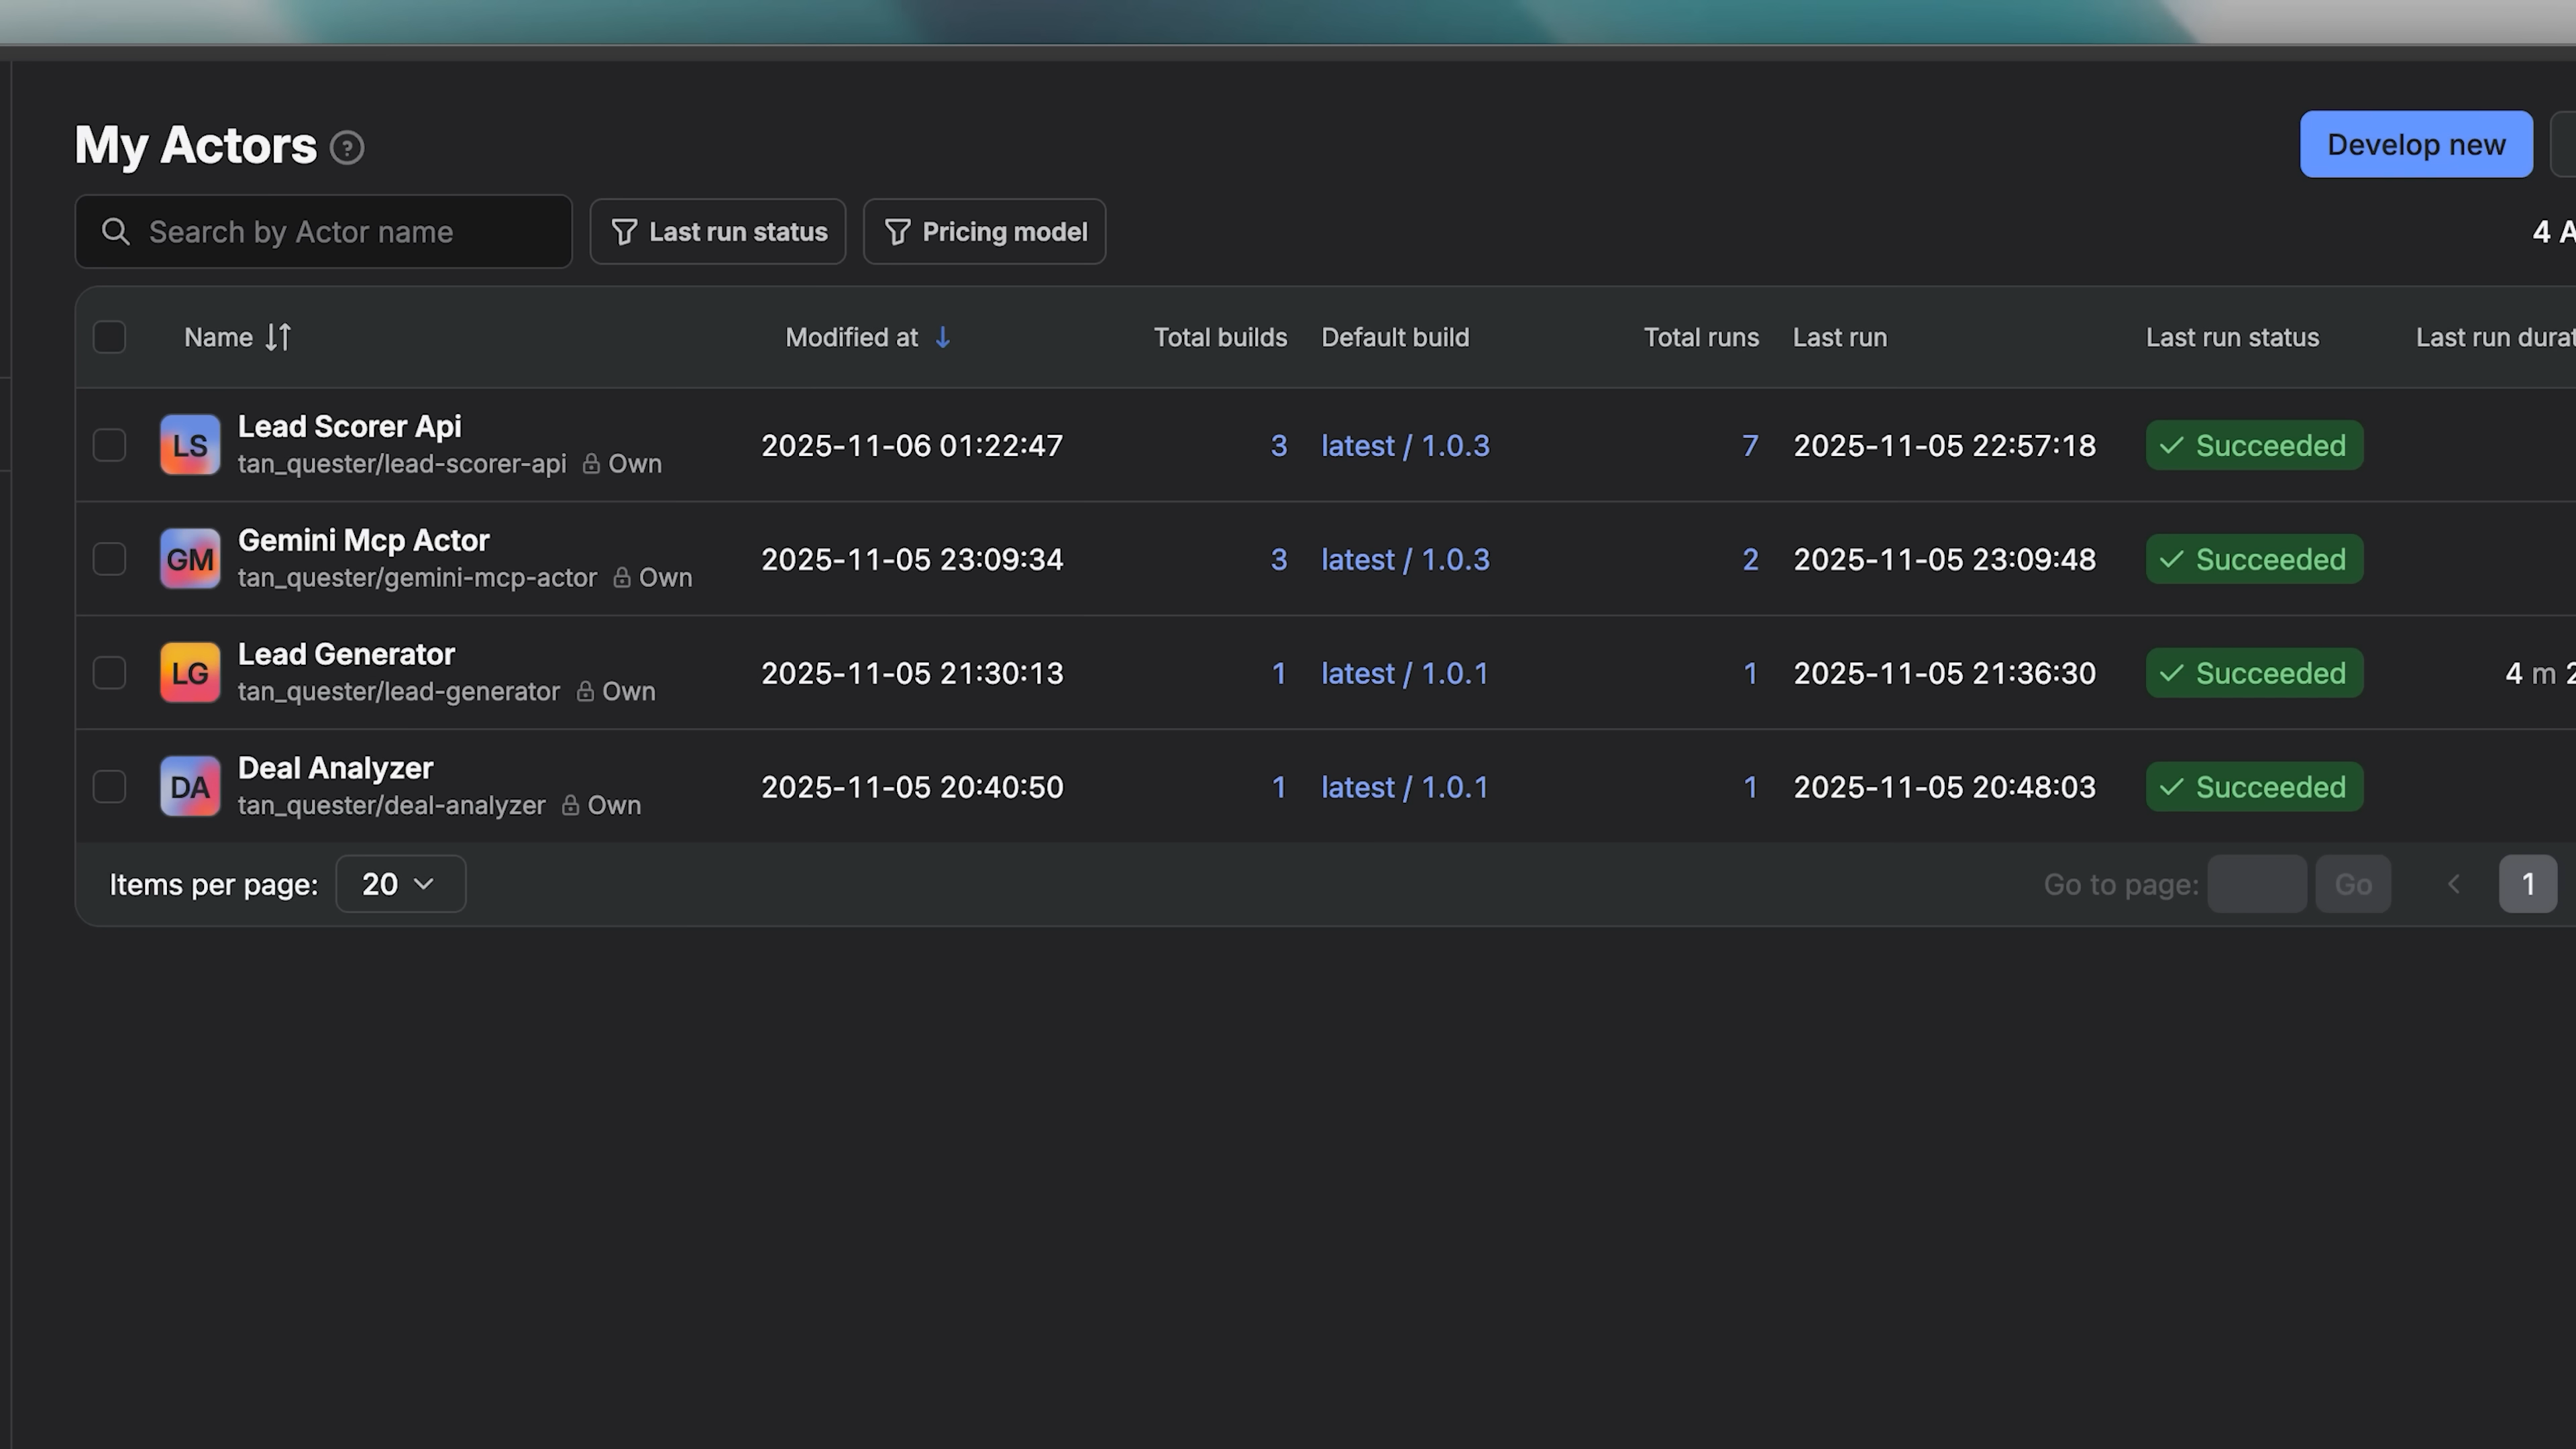 My Actors ?
Develop new
Search by Actor name
Last run status
Pricing model
4 A
Name Modified at Total builds Default build Total runs Last run Last run status Last run durat
LS Lead Scorer Api
tan_quester/lead-scorer-api Own
2025-11-06 01:22:47 3 latest / 1.0.3 7 2025-11-05 22:57:18 Succeeded
GM Gemini Mcp Actor
tan_quester/gemini-mcp-actor Own
2025-11-05 23:09:34 3 latest / 1.0.3 2 2025-11-05 23:09:48 Succeeded
LG Lead Generator
tan_quester/lead-generator Own
2025-11-05 21:30:13 1 latest / 1.0.1 1 2025-11-05 21:36:30 Succeeded 4 m 2
DA Deal Analyzer
tan_quester/deal-analyzer Own
2025-11-05 20:40:50 1 latest / 1.0.1 1 2025-11-05 20:48:03 Succeeded
Items per page: 20
Go to page: Go 1